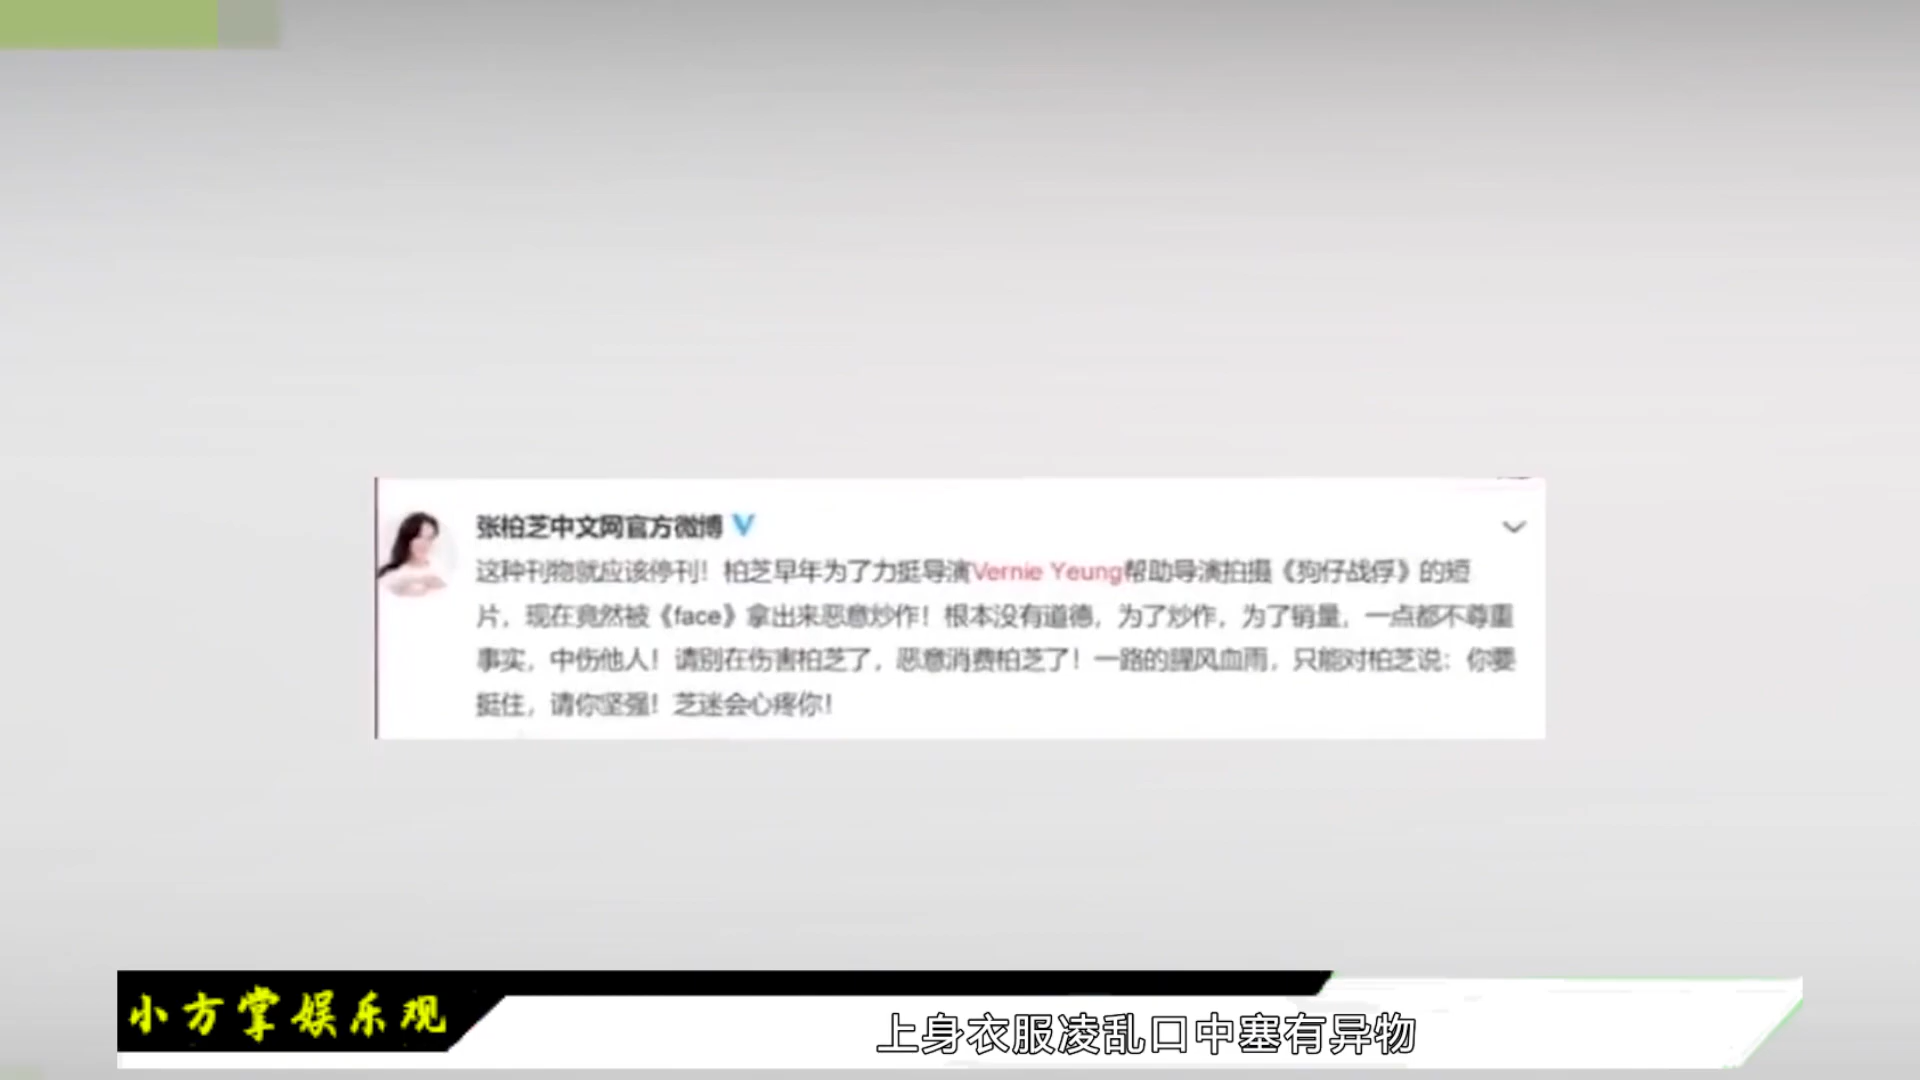 张柏芝中文网官方微博
这种刊物就应该停刊！柏芝早年为了力挺导演Vernie Yeung帮助导演拍摄《狗仔战俘》的短
片，现在竟然被《face》拿出来恶意炒作！根本没有道德，为了炒作，为了销量，一点都不尊重
事实，中伤他人！请别在伤害柏芝了，恶意消费柏芝了！一路的腥风血雨，只能对柏芝说：你要
挺住，请你坚强！芝迷会心疼你！
小方掌娱乐观
上身衣服凌乱口中塞有异物